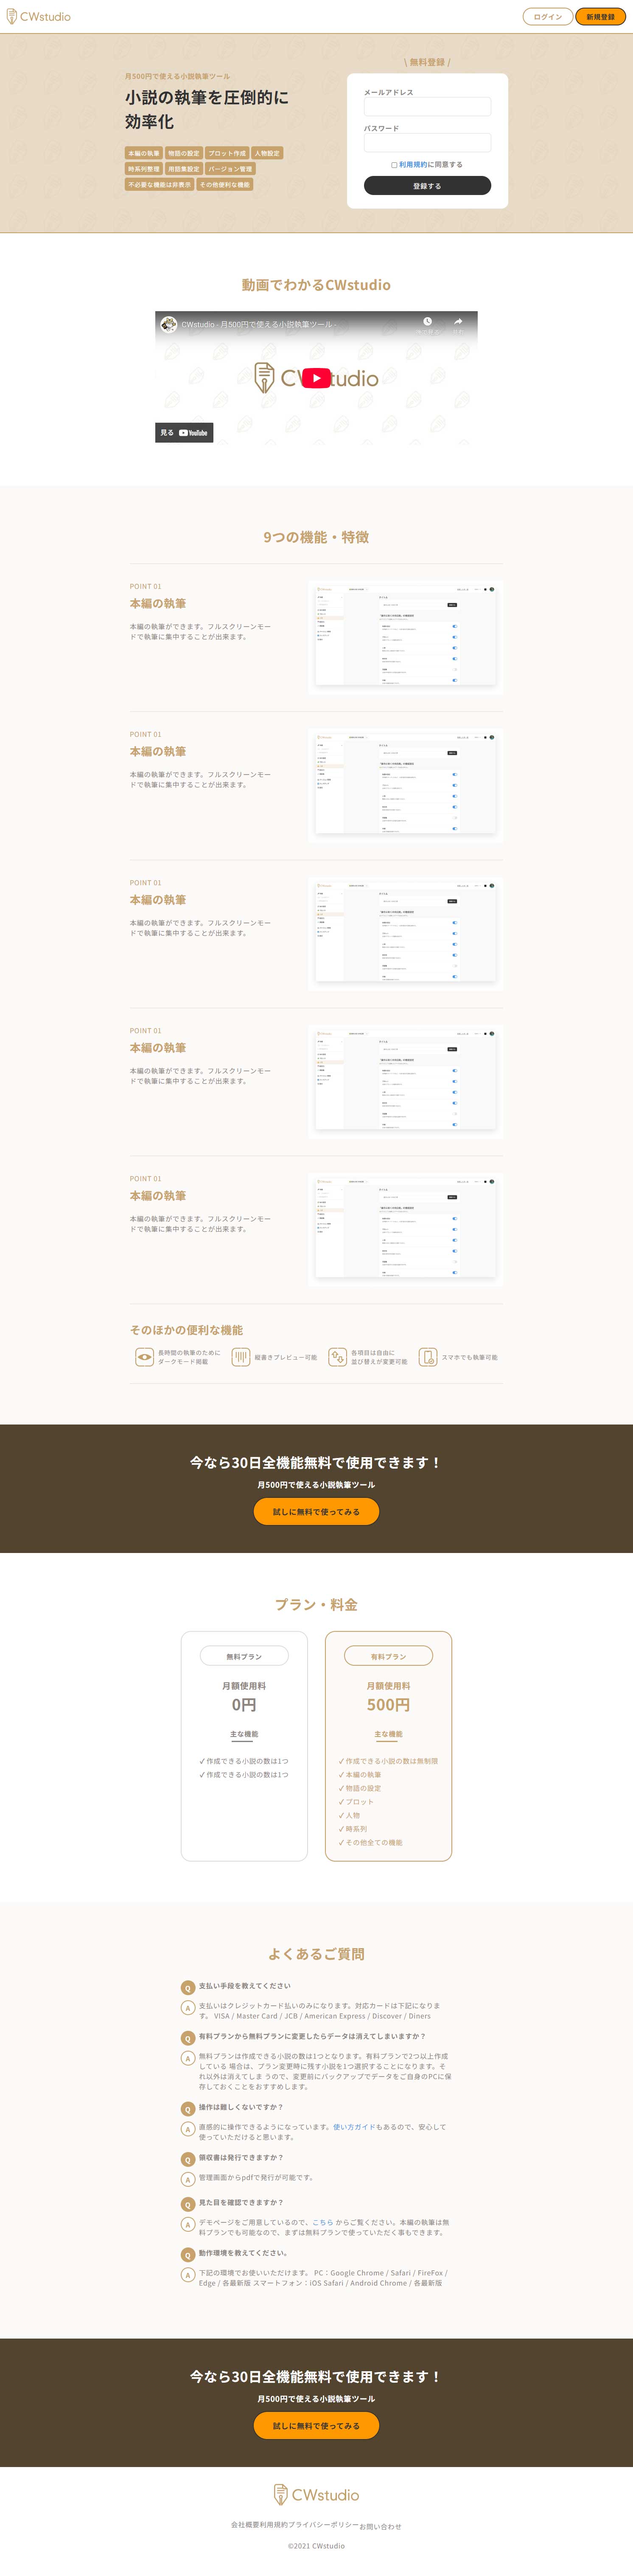 CWstudio
ログイン
新規登録
月500円で使える小説執筆ツール
小説の執筆を圧倒的に
効率化
本編の執筆 物語の設定 プロット作成 人物設定
時系列整理 用語集設定 バージョン管理
不必要な機能は非表示 その他便利な機能
\ 無料登録 /
メールアドレス
パスワード
利用規約に同意する
登録する
動画でわかるCWstudio
CWstudio - 月500円で使える小説執筆ツール -
見る YouTube
9つの機能・特徴
POINT 01
本編の執筆
本編の執筆ができます。フルスクリーンモー
ドで執筆に集中することが出来ます。
POINT 01
本編の執筆
本編の執筆ができます。フルスクリーンモー
ドで執筆に集中することが出来ます。
POINT 01
本編の執筆
本編の執筆ができます。フルスクリーンモー
ドで執筆に集中することが出来ます。
POINT 01
本編の執筆
本編の執筆ができます。フルスクリーンモー
ドで執筆に集中することが出来ます。
POINT 01
本編の執筆
本編の執筆ができます。フルスクリーンモー
ドで執筆に集中することが出来ます。
そのほかの便利な機能
長時間の執筆のために
ダークモード掲載
縦書きプレビュー可能
各項目は自由に
並び替えが変更可能
スマホでも執筆可能
今なら30日全機能無料で使用できます！
月500円で使える小説執筆ツール
試しに無料で使ってみる
プラン・料金
無料プラン
月額使用料
0円
主な機能
✓ 作成できる小説の数は1つ
✓ 作成できる小説の数は1つ
有料プラン
月額使用料
500円
主な機能
✓ 作成できる小説の数は無制限
✓ 本編の執筆
✓ 物語の設定
✓ プロット
✓ 人物
✓ 時系列
✓ その他全ての機能
よくあるご質問
Q 支払い手段を教えてください
A 支払いはクレジットカード払いのみになります。対応カードは下記になりま
す。 VISA / Master Card / JCB / American Express / Discover / Diners
Q 有料プランから無料プランに変更したらデータは消えてしまいますか？
A 無料プランは作成できる小説の数は1つとなります。有料プランで2つ以上作成
している 場合は、プラン変更時に残す小説を1つ選択することになります。そ
れ以外は消えてしま うので、変更前にバックアップでデータをご自身のPCに保
存しておくことをおすすめします。
Q 操作は難しくないですか？
A 直感的に操作できるようになっています。使い方ガイドもあるので、安心して
使っていただけると思います。
Q 領収書は発行できますか？
A 管理画面からpdfで発行が可能です。
Q 見た目を確認できますか？
A デモページをご用意しているので、こちら からご覧ください。本編の執筆は無
料プランでも可能なので、まずは無料プランで使っていただく事もできます。
Q 動作環境を教えてください。
A 下記の環境でお使いいただけます。 PC：Google Chrome / Safari / FireFox /
Edge / 各最新版 スマートフォン：iOS Safari / Android Chrome / 各最新版
今なら30日全機能無料で使用できます！
月500円で使える小説執筆ツール
試しに無料で使ってみる
CWstudio
会社概要利用規約プライバシーポリシーお問い合わせ
©2021 CWstudio